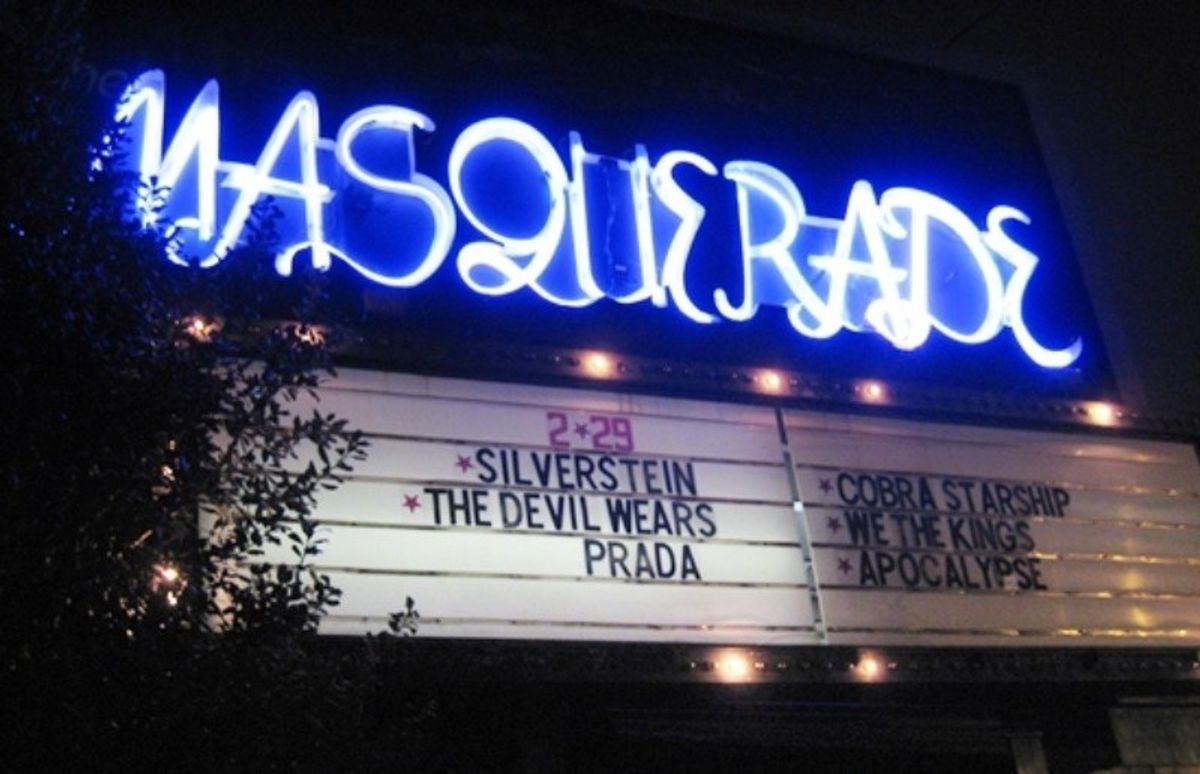 MASQUERADE
2★29
★SILVERSTEIN
★THE DEVIL WEARS
PRADA
★COBRA STARSHIP
★WE THE KINGS
★APOCALYPSE